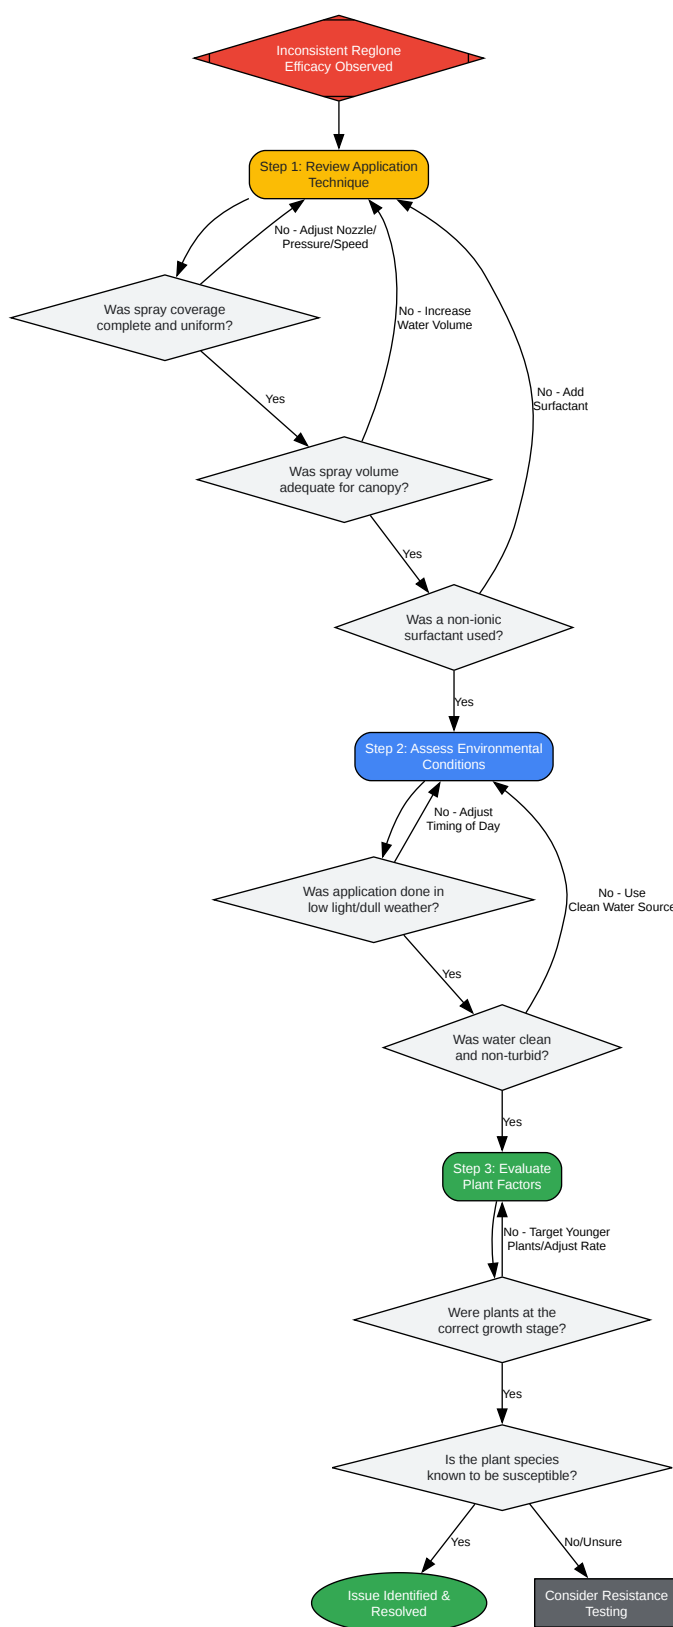 Inconsistent Reglone
Efficacy Observed
Step 1: Review Application
Technique
No - Adjust Nozzle/
Pressure/Speed
Was spray coverage
complete and uniform?
No - Increase
Water Volume
No - Add
Surfactant
Yes
Was spray volume
adequate for canopy?
Yes
Was a non-ionic
surfactant used?
Yes
Step 2: Assess Environmental
Conditions
No - Adjust
Timing of Day
Was application done in
low light/dull weather?
No - Use
Clean Water Source
Yes
Was water clean
and non-turbid?
Yes
Step 3: Evaluate
Plant Factors
No - Target Younger
Plants/Adjust Rate
Were plants at the
correct growth stage?
Yes
Is the plant species
known to be susceptible?
Yes
No/Unsure
Issue Identified &
Resolved
Consider Resistance
Testing